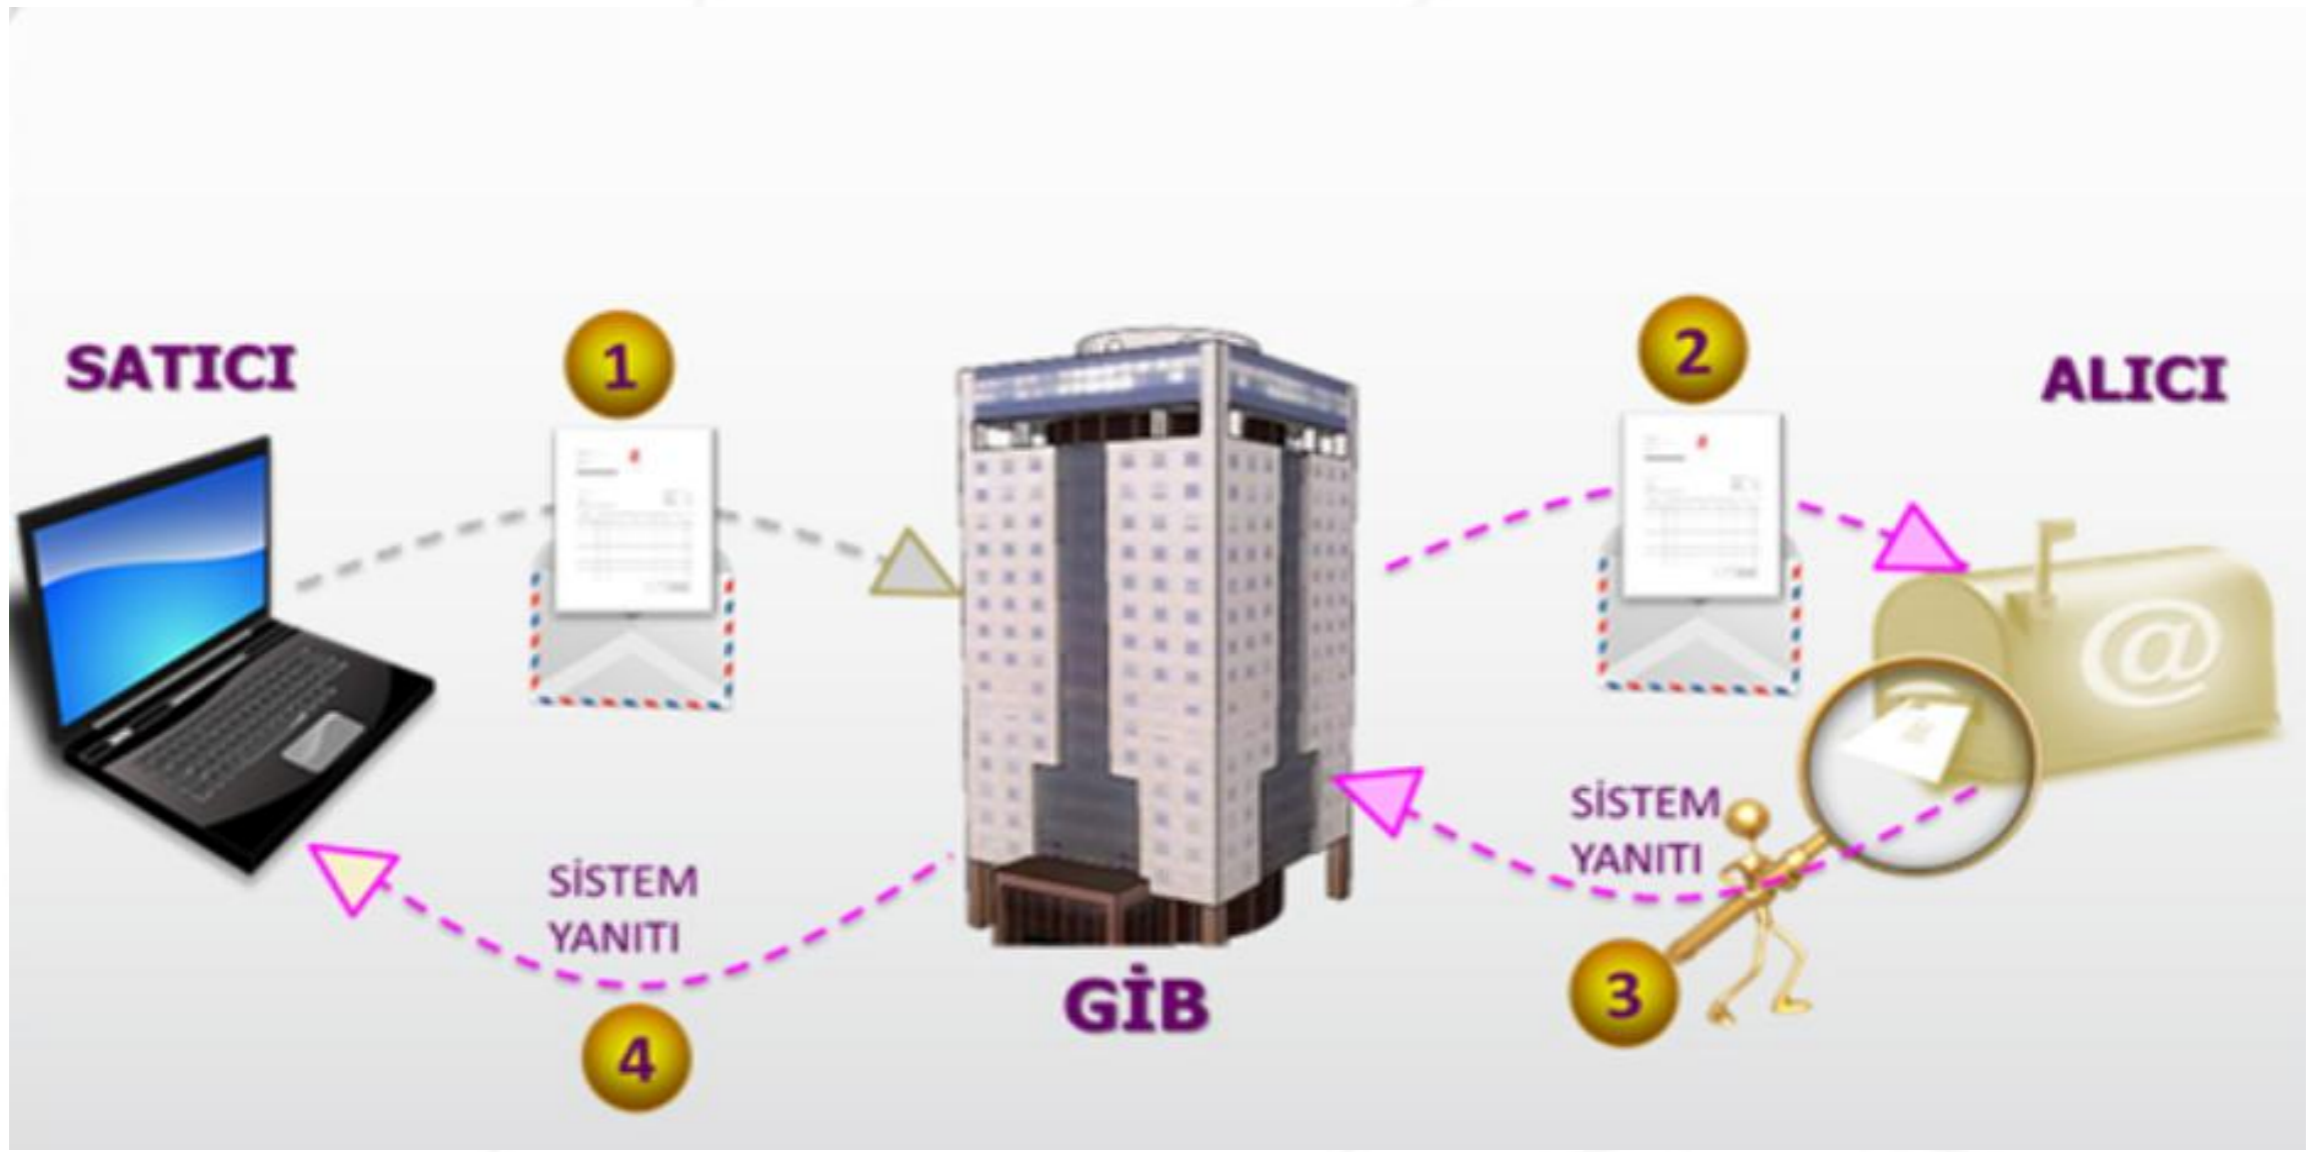 SATICI
1
2
ALICI
SİSTEM
YANITI
SİSTEM
YANITI
GİB
3
4
@